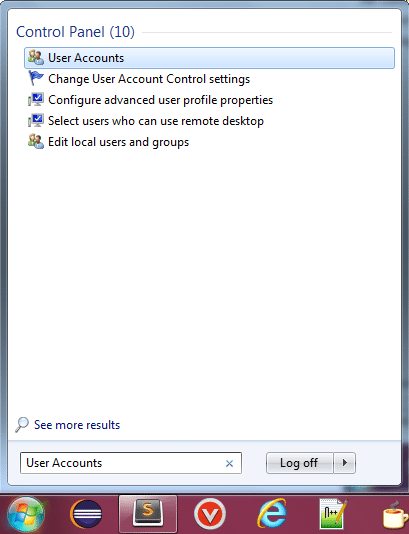 Control Panel (10)
User Accounts
Change User Account Control settings
Configure advanced user profile properties
Select users who can use remote desktop
Edit local users and groups
See more results
User Accounts
Log off